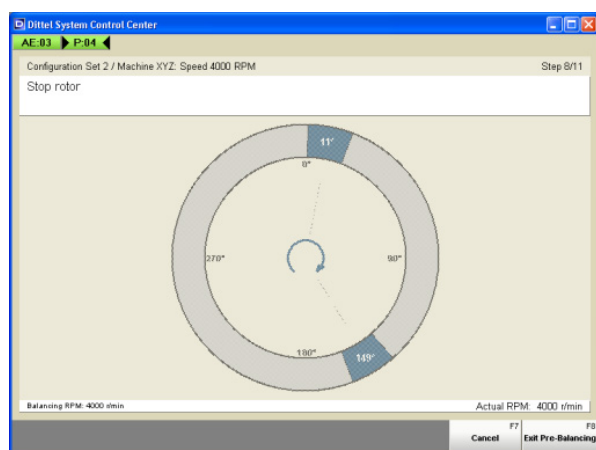 Dittel System Control Center
AE:03 P:04
Configuration Set 2 / Machine XYZ: Speed 4000 RPM Step 8/11
Stop rotor
11°
0°
270° 90°
180°
149°
Balancing RPM: 4000 r/min Actual RPM: 4000 r/min
F7 F8
Cancel Exit Pre-Balancing